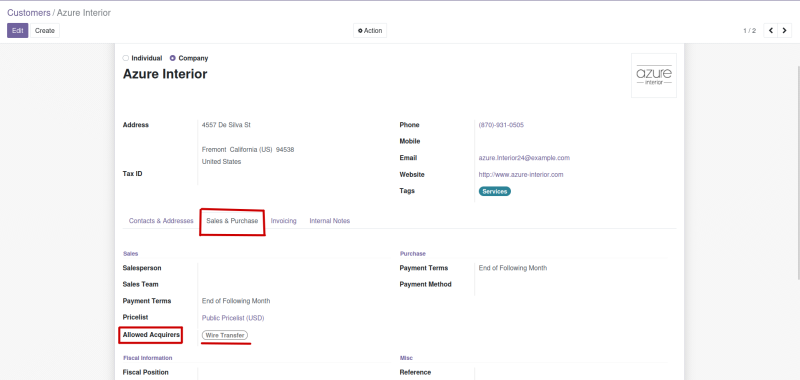 Customers / Azure Interior
Edit Create Action 1 / 2
Individual Company
Azure Interior
azure
interior
Address 4557 De Silva St
Fremont California (US) 94538
United States
Tax ID
Phone (870)-931-0505
Mobile
Email azure.Interior24@example.com
Website http://www.azure-interior.com
Tags Services
Contacts & Addresses Sales & Purchase Invoicing Internal Notes
Sales
Salesperson
Sales Team
Payment Terms End of Following Month
Pricelist Public Pricelist (USD)
Allowed Acquirers Wire Transfer
Purchase
Payment Terms End of Following Month
Payment Method
Fiscal Information
Fiscal Position
Misc
Reference